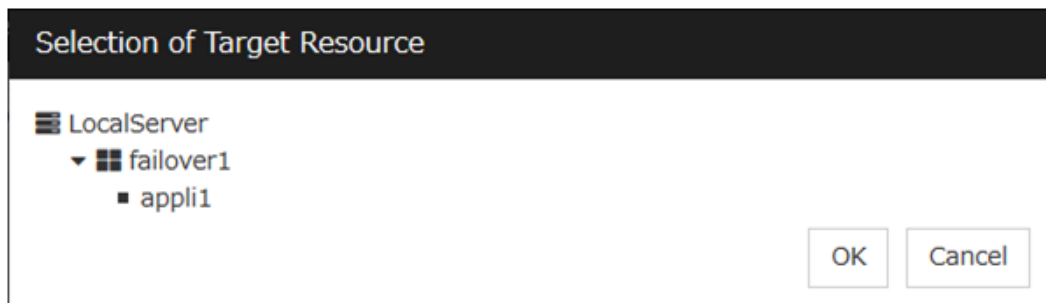 Selection of Target Resource
LocalServer
failover1
appli1
OK Cancel